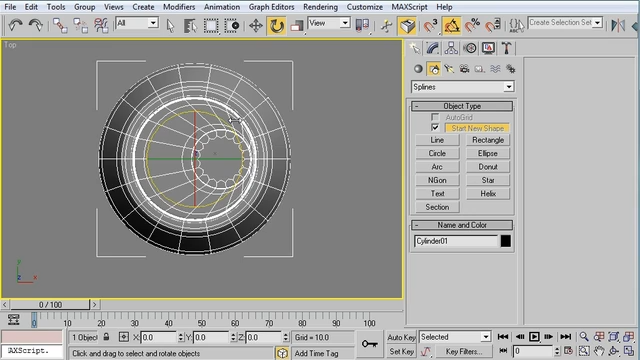 File Edit Tools Group Views Create Modifiers Animation Graph Editors Rendering Customize MAXScript Help
All View Create Selection Set
Top
Splines
- Object Type
AutoGrid
Start New Shape
Line Rectangle
Circle Ellipse
Arc Donut
NGon Star
Text Helix
Section
- Name and Color
Cylinder01
y
z x
< 0 / 100 >
0 10 20 30 40 50 60 70 80 90 100
1 Object X: 0.0 Y: 0.0 Z: 0.0 Grid = 10.0 Auto Key Selected
'AXScript. Click and drag to select and rotate objects Add Time Tag Set Key Key Filters... 0